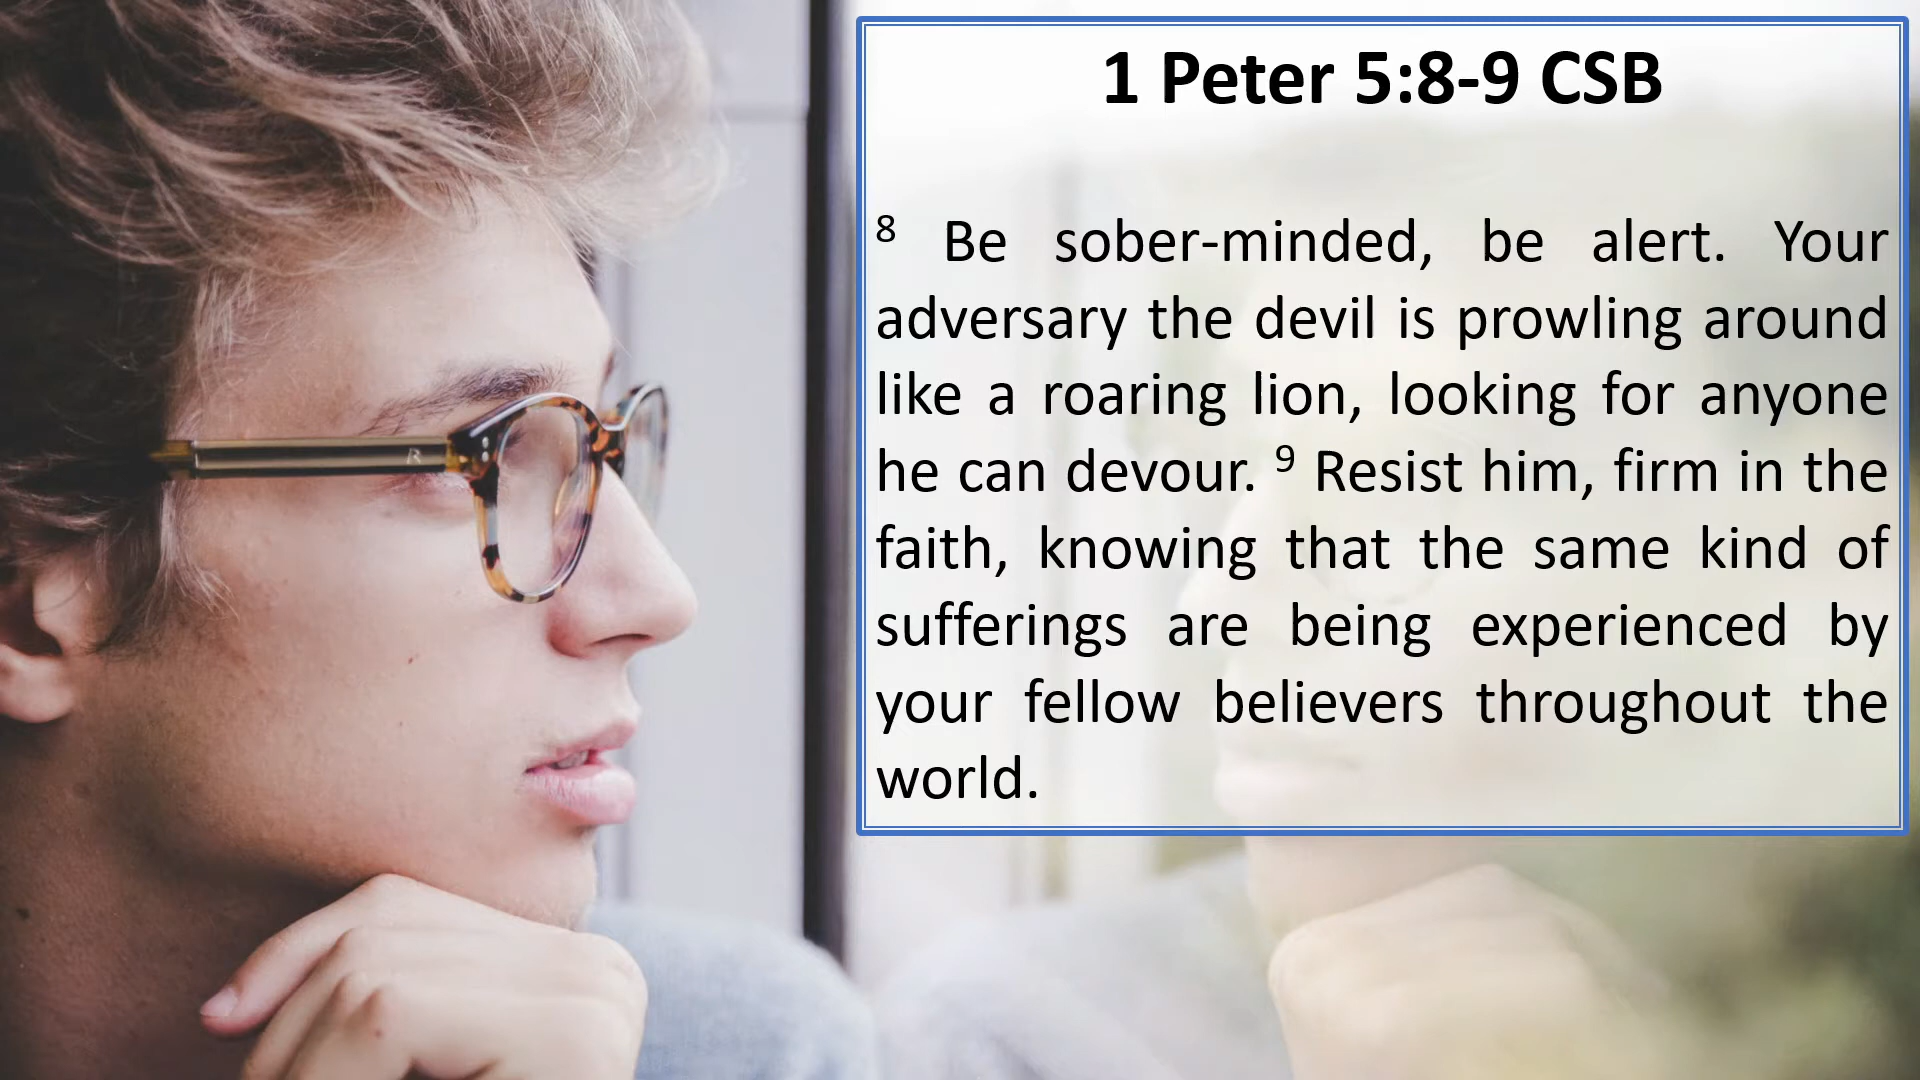 1 Peter 5:8-9 CSB
8 Be sober-minded, be alert. Your
adversary the devil is prowling around
like a roaring lion, looking for anyone
he can devour. 9 Resist him, firm in the
faith, knowing that the same kind of
sufferings are being experienced by
your fellow believers throughout the
world.